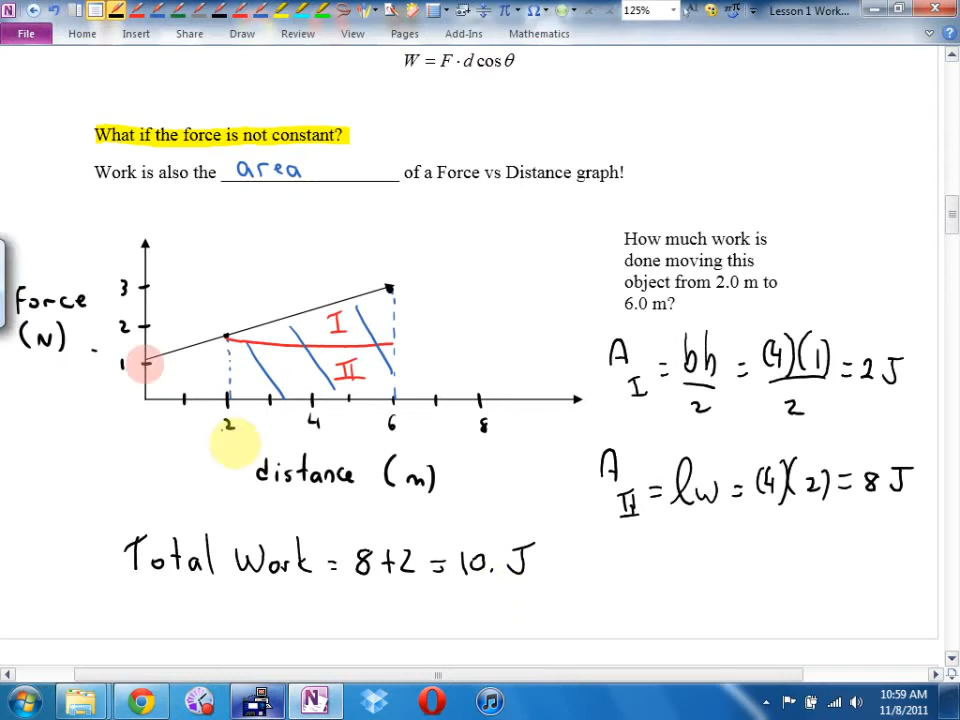 125%
Lesson 1 Work...
File Home Insert Share Draw Review View Pages Add-Ins Mathematics
W = F · d cos θ
What if the force is not constant?
Work is also the area of a Force vs Distance graph!
How much work is
done moving this
object from 2.0 m to
6.0 m?
Force
(N)
3
2
1
I
II
2 4 6 8
distance (m)
A I = bh/2 = (4)(1)/2 = 2 J
A II = lw = (4)(2) = 8 J
Total Work = 8+2 = 10. J
10:59 AM
11/8/2011